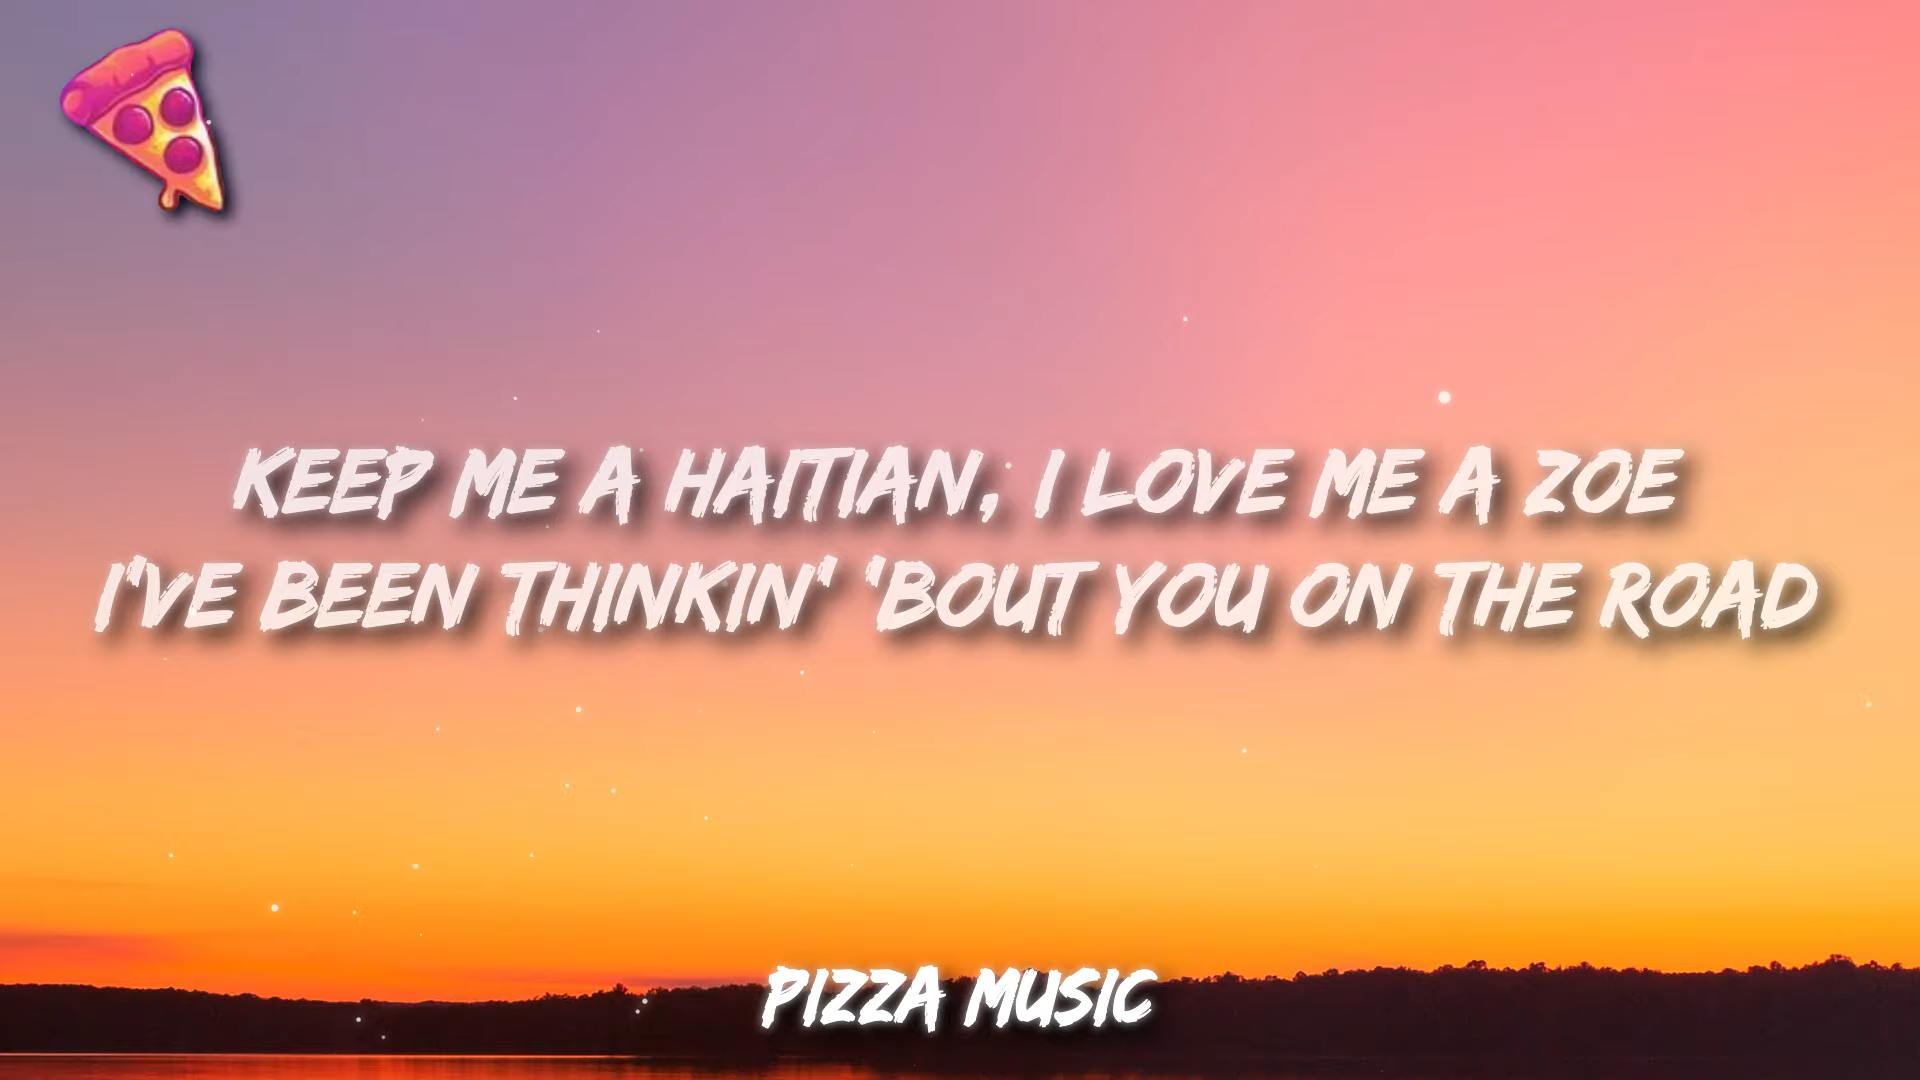 KEEP ME A HAITIAN, I LOVE ME A ZOE
I'VE BEEN THINKIN' 'BOUT YOU ON THE ROAD
PIZZA MUSIC